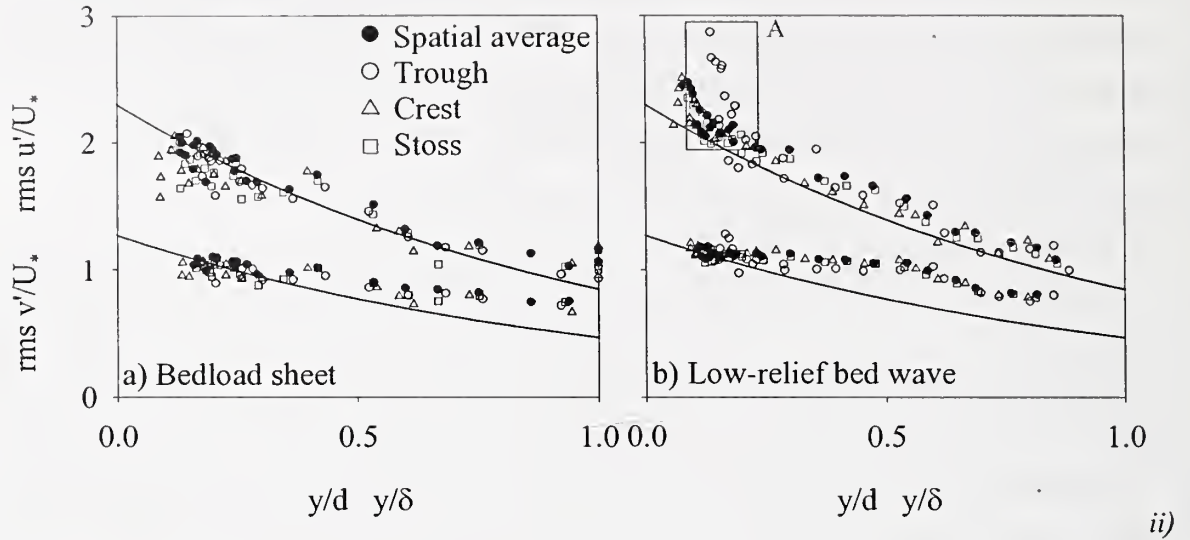 3
2
1
0
rms v'/U* rms u'/U*
Spatial average
Trough
Crest
Stoss
a) Bedload sheet
A
b) Low-relief bed wave
0.0 0.5 1.0 0.0 0.5 1.0
y/d y/δ y/d y/δ
ii)